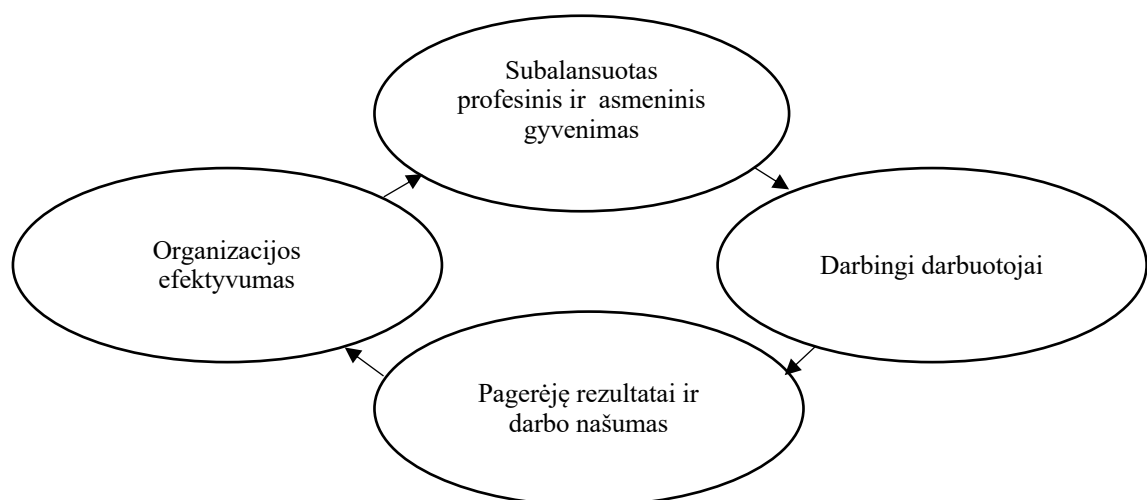 Subalansuotas
profesinis ir asmeninis
gyvenimas
Organizacijos
efektyvumas
Darbingi darbuotojai
Pagerėję rezultatai ir
darbo našumas